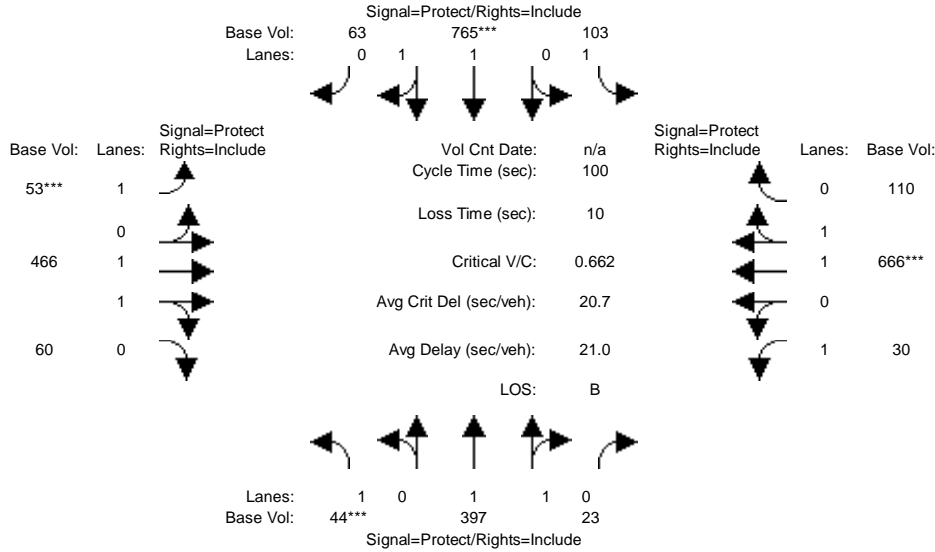 Signal=Protect/Rights=Include
Base Vol: 63 765*** 103
Lanes: 0 1 1 0 1
Signal=Protect Signal=Protect
Base Vol: Lanes: Rights=Include Vol Cnt Date: n/a Rights=Include Lanes: Base Vol:
Cycle Time (sec): 100
53*** 1 0 110
Loss Time (sec): 10
0 1
466 1 Critical V/C: 0.662 1 666***
1 Avg Crit Del (sec/veh): 20.7 0
60 0 Avg Delay (sec/veh): 21.0 1 30
LOS: B
Lanes: 1 0 1 1 0
Base Vol: 44*** 397 23
Signal=Protect/Rights=Include